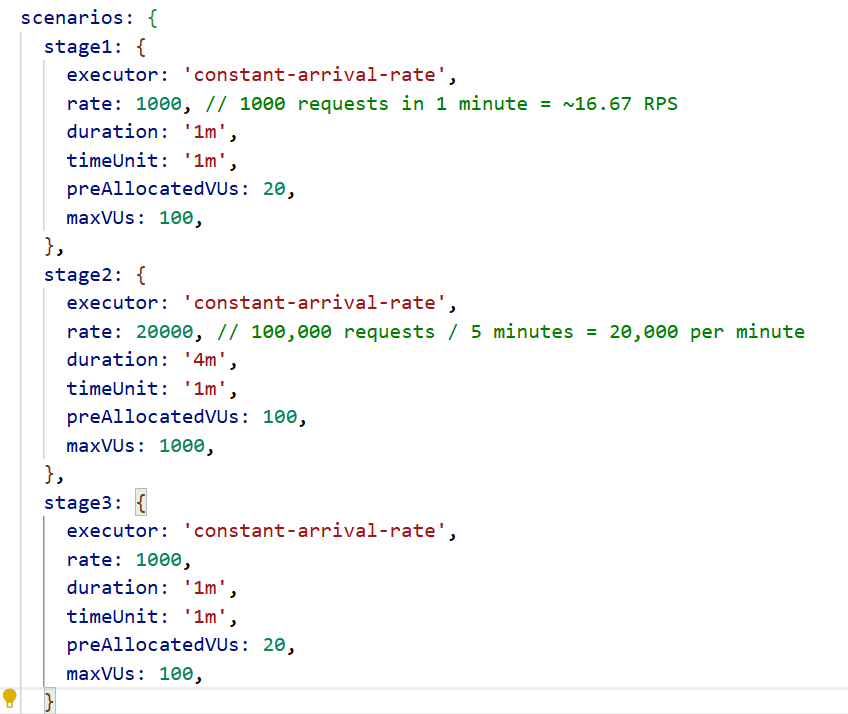 scenarios: {
stage1: {
executor: 'constant-arrival-rate',
rate: 1000, // 1000 requests in 1 minute = ~16.67 RPS
duration: '1m',
timeUnit: '1m',
preAllocatedVUs: 20,
maxVUs: 100,
},
stage2: {
executor: 'constant-arrival-rate',
rate: 20000, // 100,000 requests / 5 minutes = 20,000 per minute
duration: '4m',
timeUnit: '1m',
preAllocatedVUs: 100,
maxVUs: 1000,
},
stage3: {
executor: 'constant-arrival-rate',
rate: 1000,
duration: '1m',
timeUnit: '1m',
preAllocatedVUs: 20,
maxVUs: 100,
}